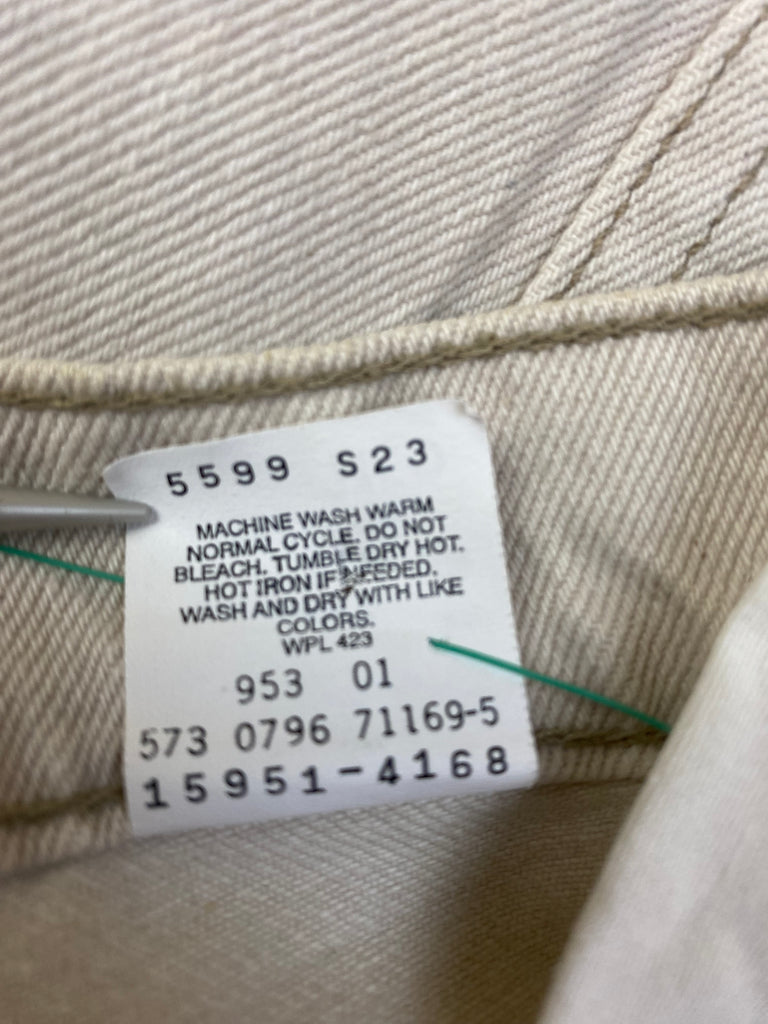 5599 S23
MACHINE WASH WARM
NORMAL CYCLE. DO NOT
BLEACH. TUMBLE DRY HOT.
HOT IRON IF NEEDED.
WASH AND DRY WITH LIKE
COLORS.
WPL 423
953 01
573 0796 71169-5
15951-4168